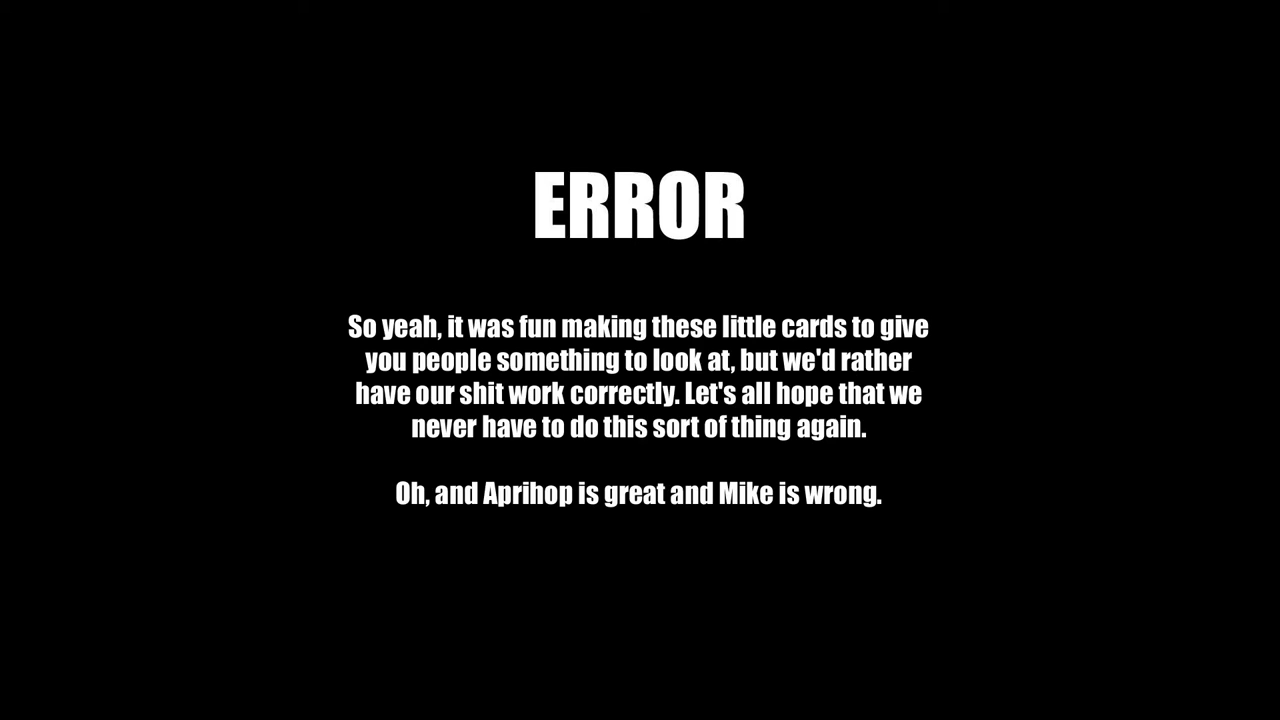 ERROR
So yeah, it was fun making these little cards to give
you people something to look at, but we'd rather
have our shit work correctly. Let's all hope that we
never have to do this sort of thing again.
Oh, and Aprihop is great and Mike is wrong.